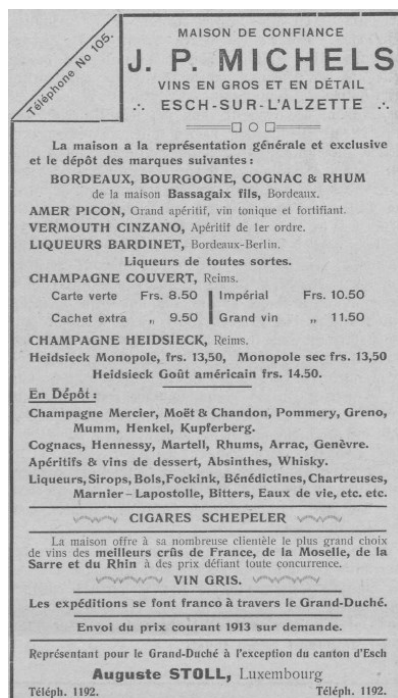 Téléphone No 105.
MAISON DE CONFIANCE
J. P. MICHELS
VINS EN GROS ET EN DÉTAIL
.·. ESCH-SUR-L'ALZETTE .·.
La maison a la représentation générale et exclusive
et le dépôt des marques suivantes :
BORDEAUX, BOURGOGNE, COGNAC & RHUM
de la maison Bassagaix fils, Bordeaux.
AMER PICON, Grand apéritif, vin tonique et fortifiant.
VERMOUTH CINZANO, Apéritif de 1er ordre.
LIQUEURS BARDINET, Bordeaux-Berlin.
Liqueurs de toutes sortes.
CHAMPAGNE COUVERT, Reims.
Carte verte Frs. 8.50 Impérial Frs. 10.50
Cachet extra „ 9.50 Grand vin „ 11.50
CHAMPAGNE HEIDSIECK, Reims.
Heidsieck Monopole, frs. 13,50, Monopole sec frs. 13,50
Heidsieck Goût américain frs. 14.50.
En Dépôt :
Champagne Mercier, Moët & Chandon, Pommery, Greno,
Mumm, Henkel, Kupferberg.
Cognacs, Hennessy, Martell, Rhums, Arrac, Genèvre.
Apéritifs & vins de dessert, Absinthes, Whisky.
Liqueurs, Sirops, Bols, Fockink, Bénédictines, Chartreuses,
Marnier–Lapostolle, Bitters, Eaux de vie, etc. etc.
CIGARES SCHEPELER
La maison offre à sa nombreuse clientèle le plus grand choix
de vins des meilleurs crûs de France, de la Moselle, de la
Sarre et du Rhin à des prix défiant toute concurrence.
VIN GRIS.
Les expéditions se font franco à travers le Grand-Duché.
Envoi du prix courant 1913 sur demande.
Représentant pour le Grand-Duché à l'exception du canton d'Esch
Auguste STOLL, Luxembourg
Téléph. 1192. Téléph. 1192.